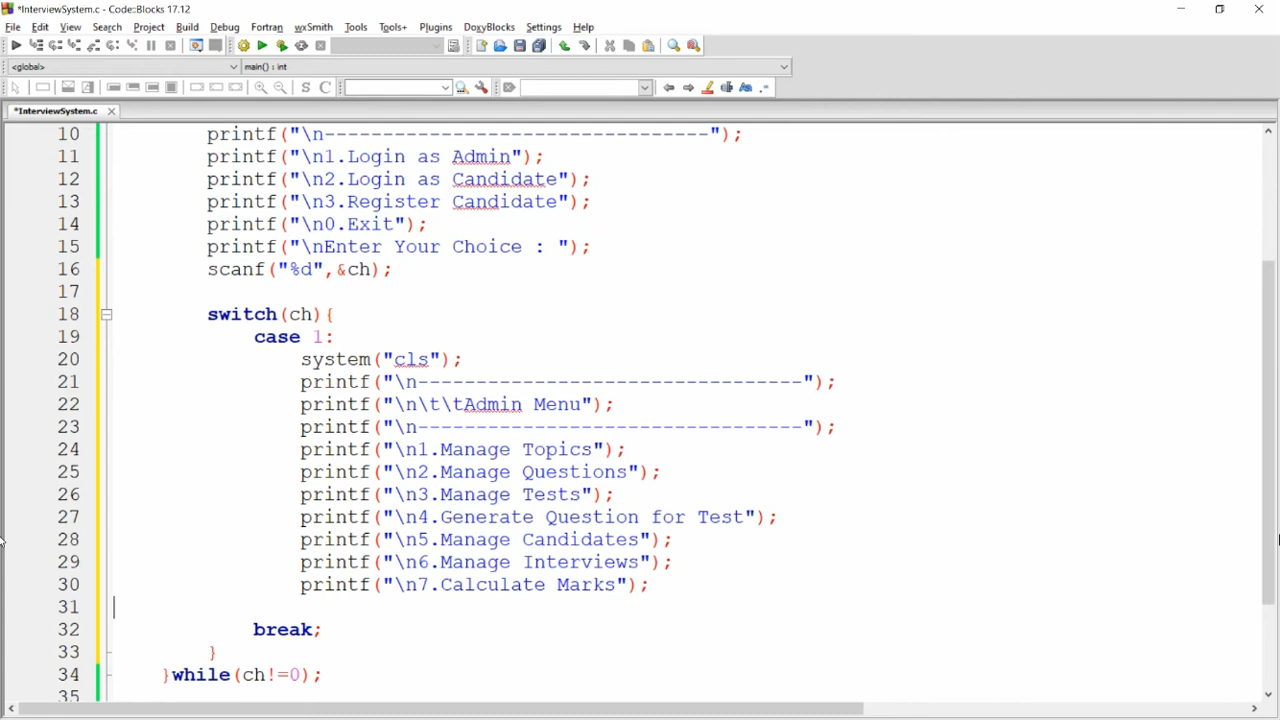 *InterviewSystem.c - Code::Blocks 17.12
File Edit View Search Project Build Debug Fortran wxSmith Tools Tools+ Plugins DoxyBlocks Settings Help
<global> main() : int
S C
*InterviewSystem.c
10 printf("\n---------------------------------");
11 printf("\n1.Login as Admin");
12 printf("\n2.Login as Candidate");
13 printf("\n3.Register Candidate");
14 printf("\n0.Exit");
15 printf("\nEnter Your Choice : ");
16 scanf("%d",&ch);
17
18 switch(ch){
19 case 1:
20 system("cls");
21 printf("\n---------------------------------");
22 printf("\n\t\tAdmin Menu");
23 printf("\n---------------------------------");
24 printf("\n1.Manage Topics");
25 printf("\n2.Manage Questions");
26 printf("\n3.Manage Tests");
27 printf("\n4.Generate Question for Test");
28 printf("\n5.Manage Candidates");
29 printf("\n6.Manage Interviews");
30 printf("\n7.Calculate Marks");
31
32 break;
33 }
34 }while(ch!=0);
35